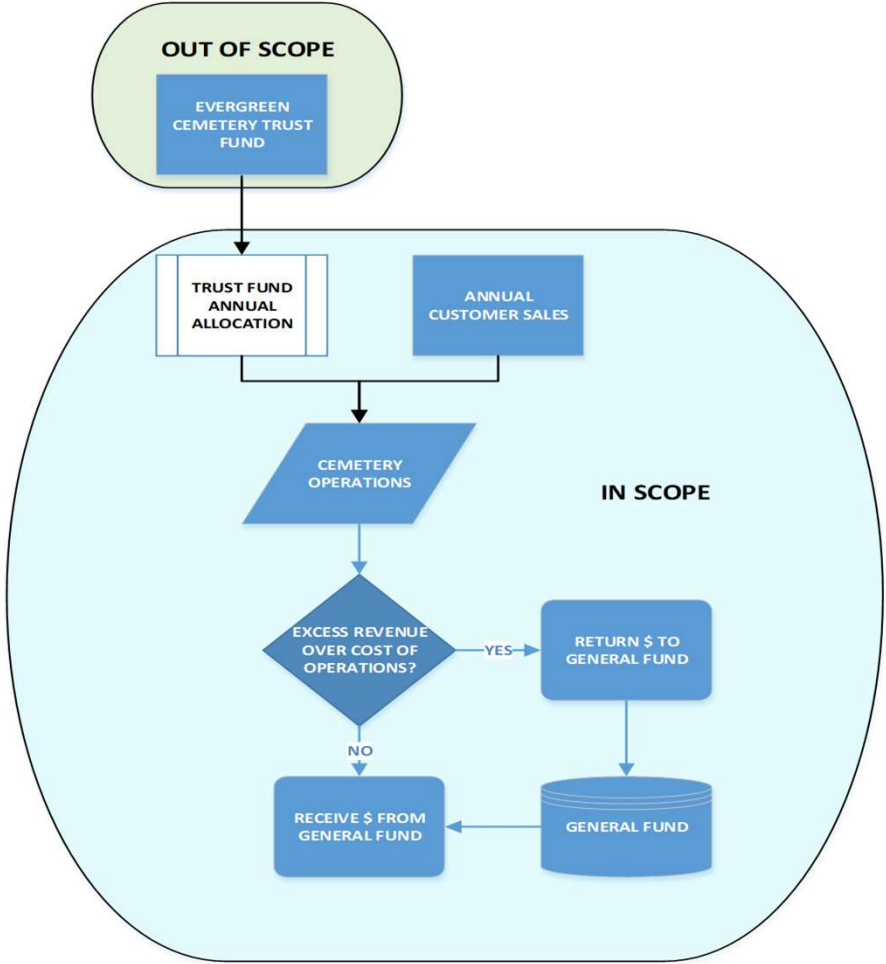 OUT OF SCOPE
EVERGREEN
CEMETERY TRUST
FUND
TRUST FUND
ANNUAL
ALLOCATION
ANNUAL
CUSTOMER SALES
CEMETERY
OPERATIONS
IN SCOPE
EXCESS REVENUE
OVER COST OF
OPERATIONS?
YES
RETURN $ TO
GENERAL FUND
NO
RECEIVE $ FROM
GENERAL FUND
GENERAL FUND